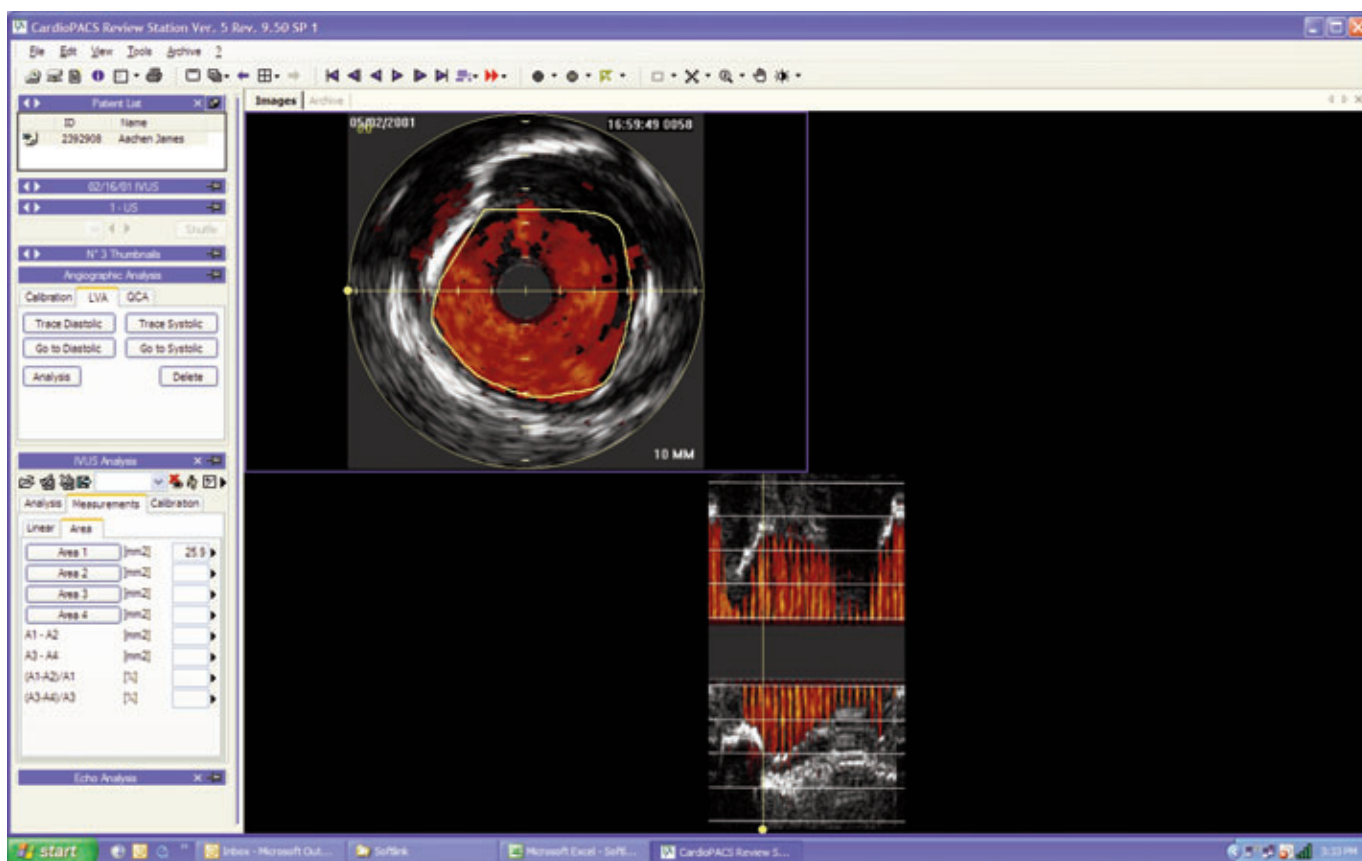 CardioPACS Review Station Ver. 5 Rev. 9.50 SP 1
File Edit View Tools Archive ?
Patient List
ID Name
2392908 Aachen James
02/16/01 IVUS
1 - US
Shuffle
N° 3 Thumbnails
Angiographic Analysis
Calibration LVA QCA
Trace Diastolic Trace Systolic
Go to Diastolic Go to Systolic
Analysis Delete
IVUS Analysis
Analysis Measurements Calibration
Linear Area
Area 1 [mm2] 25.9
Area 2 [mm2]
Area 3 [mm2]
Area 4 [mm2]
A1 - A2 [mm2]
A3 - A4 [mm2]
(A1-A2)/A1 [%]
(A3-A4)/A3 [%]
Echo Analysis
Images Archive
05/02/2001 16:59:49 0058
10 MM
start Inbox - Microsoft Out... Softlink Microsoft Excel - Softli... CardioPACS Review S... 3:33 PM